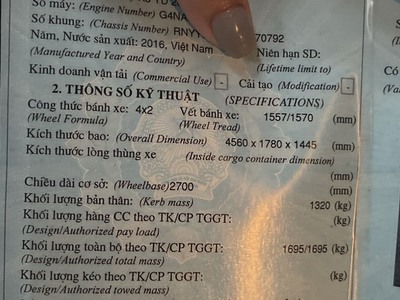 Số máy: (Engine Number) G4NA
Số khung: (Chassis Number) RNYT 70792
Năm, Nước sản xuất: 2016, Việt Nam Niên hạn SD:
(Manufactured Year and Country) (Lifetime limit to)
Kinh doanh vận tải (Commercial Use) - Cải tạo (Modification) -
2. THÔNG SỐ KỸ THUẬT (SPECIFICATIONS)
Công thức bánh xe: 4x2 Vết bánh xe: 1557/1570 (mm)
(Wheel Formula) (Wheel Tread)
Kích thước bao: (Overall Dimension) 4560 x 1780 x 1445 (mm)
Kích thước lòng thùng xe (Inside cargo container dimension)
(mm)
Chiều dài cơ sở: (Wheelbase) 2700 (mm)
Khối lượng bản thân: (Kerb mass) 1320 (kg)
Khối lượng hàng CC theo TK/CP TGGT: (kg)
(Design/Authorized pay load)
Khối lượng toàn bộ theo TK/CP TGGT: 1695/1695 (kg)
(Design/Authorized total mass)
Khối lượng kéo theo TK/CP TGGT: (kg)
(Design/Authorized towed mass)
Có